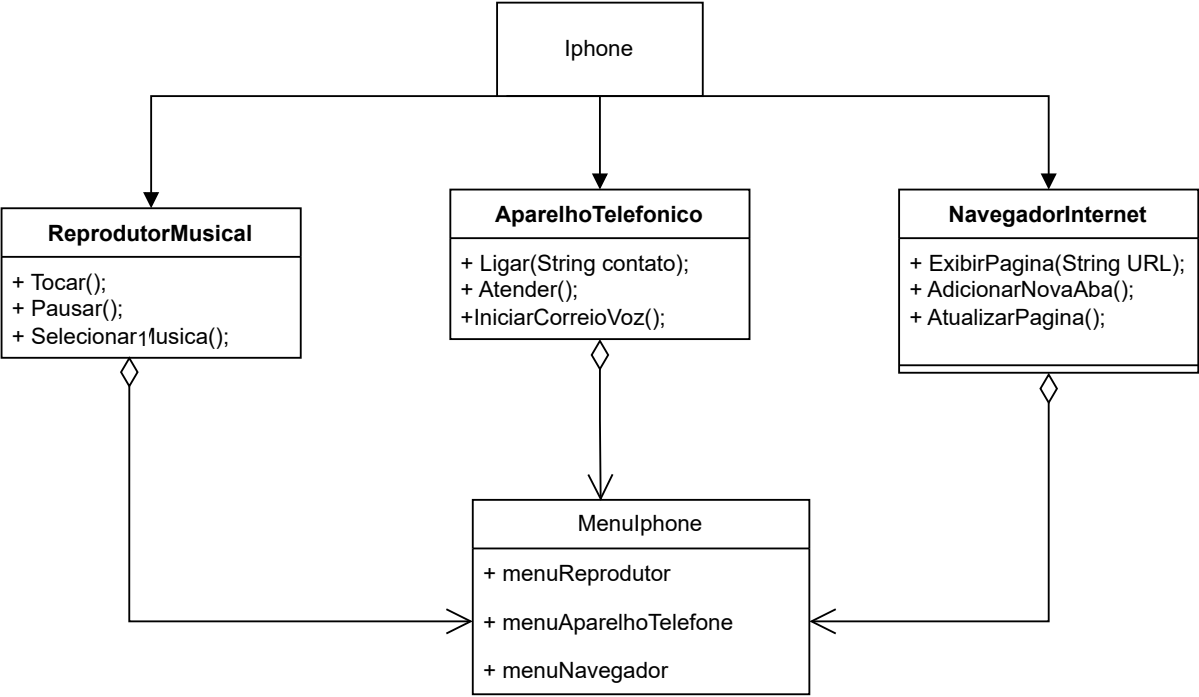 Iphone
ReprodutorMusical
+ Tocar();
+ Pausar();
+ Selecionar1Musica();
AparelhoTelefonico
+ Ligar(String contato);
+ Atender();
+IniciarCorreioVoz();
NavegadorInternet
+ ExibirPagina(String URL);
+ AdicionarNovaAba();
+ AtualizarPagina();
MenuIphone
+ menuReprodutor
+ menuAparelhoTelefone
+ menuNavegador